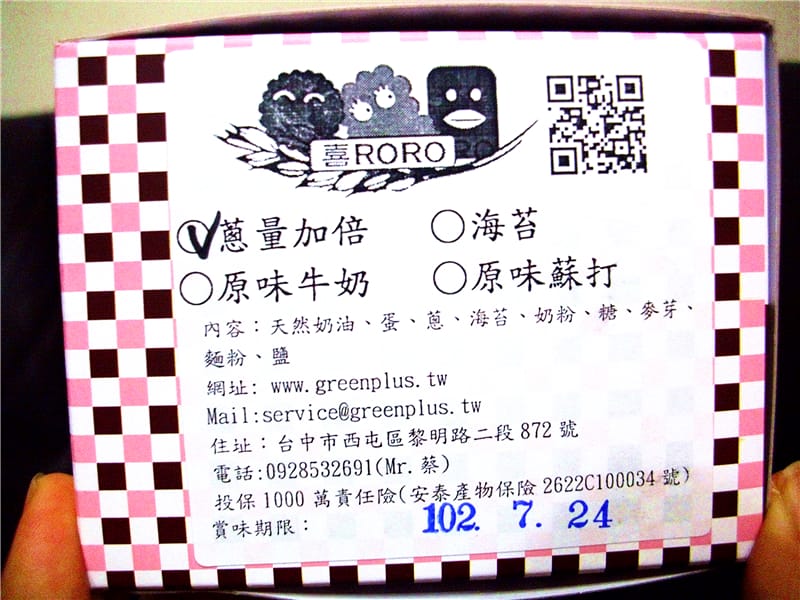 喜RORO
蔥量加倍 海苔
原味牛奶 原味蘇打
內容：天然奶油、蛋、蔥、海苔、奶粉、糖、麥芽、
麵粉、鹽
網址: www.greenplus.tw
Mail:service@greenplus.tw
住址：台中市西屯區黎明路二段872號
電話:0928532691(Mr.蔡)
投保1000萬責任險(安泰產物保險2622C100034號)
賞味期限： 102. 7. 24